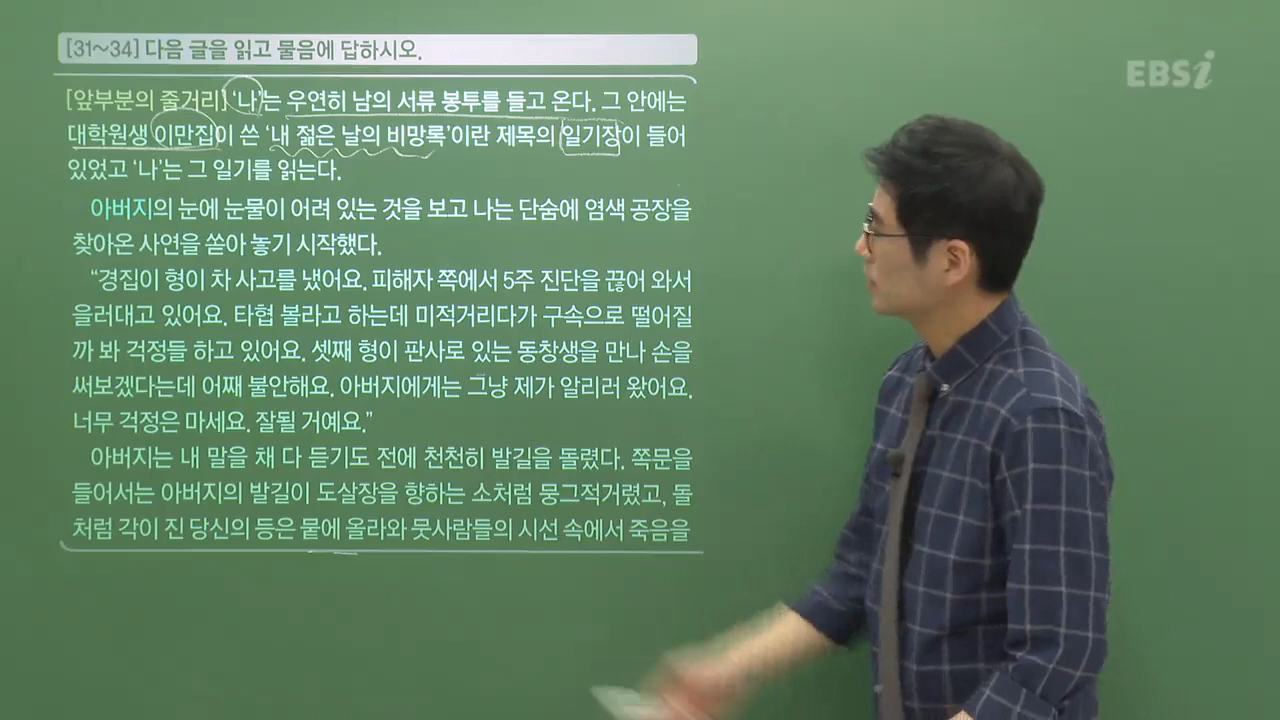 [31~34] 다음 글을 읽고 물음에 답하시오.
EBSi
[앞부분의 줄거리] ‘나’는 우연히 남의 서류 봉투를 들고 온다. 그 안에는
대학원생 이만집이 쓴 ‘내 젊은 날의 비망록’이란 제목의 일기장이 들어
있었고 ‘나’는 그 일기를 읽는다.
아버지의 눈에 눈물이 어려 있는 것을 보고 나는 단숨에 염색 공장을
찾아온 사연을 쏟아 놓기 시작했다.
“경집이 형이 차 사고를 냈어요. 피해자 쪽에서 5주 진단을 끊어 와서
을러대고 있어요. 타협 볼라고 하는데 미적거리다가 구속으로 떨어질
까 봐 걱정들 하고 있어요. 셋째 형이 판사로 있는 동창생을 만나 손을
써보겠다는데 어째 불안해요. 아버지에게는 그냥 제가 알리러 왔어요.
너무 걱정은 마세요. 잘될 거예요.”
아버지는 내 말을 채 다 듣기도 전에 천천히 발길을 돌렸다. 쪽문을
들어서는 아버지의 발길이 도살장을 향하는 소처럼 뭉그적거렸고, 돌
처럼 각이 진 당신의 등은 뭍에 올라와 뭇사람들의 시선 속에서 죽음을